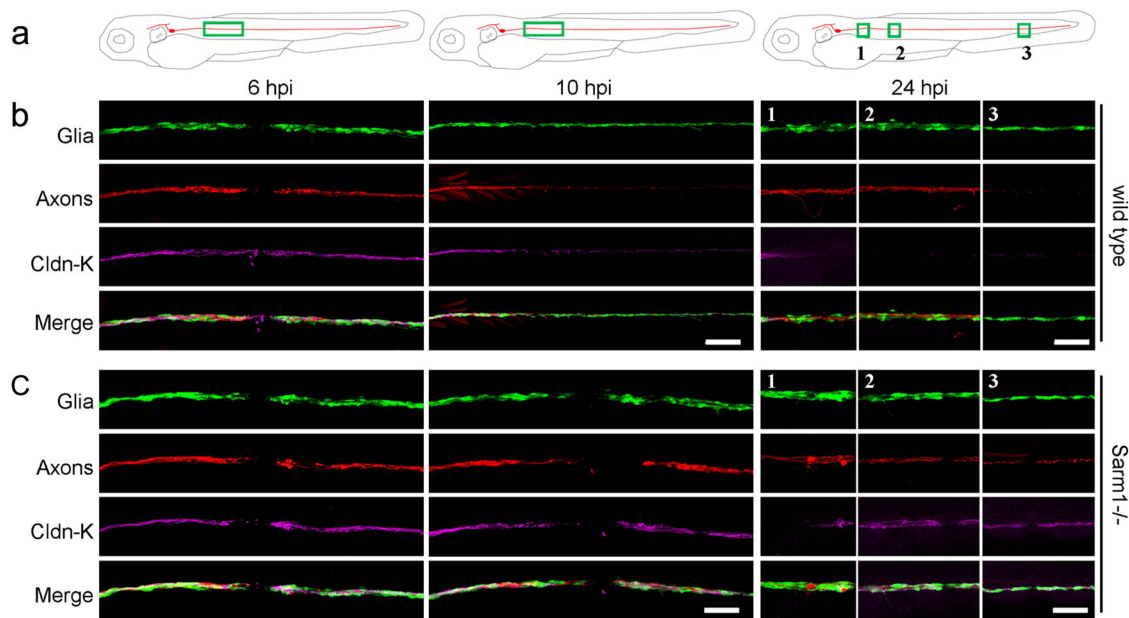 a
1 2 3
6 hpi 10 hpi 24 hpi
b
Glia
1 2 3
Axons
Cldn-K
Merge
wild type
C
Glia
1 2 3
Axons
Cldn-K
Merge
Sarm1-/-